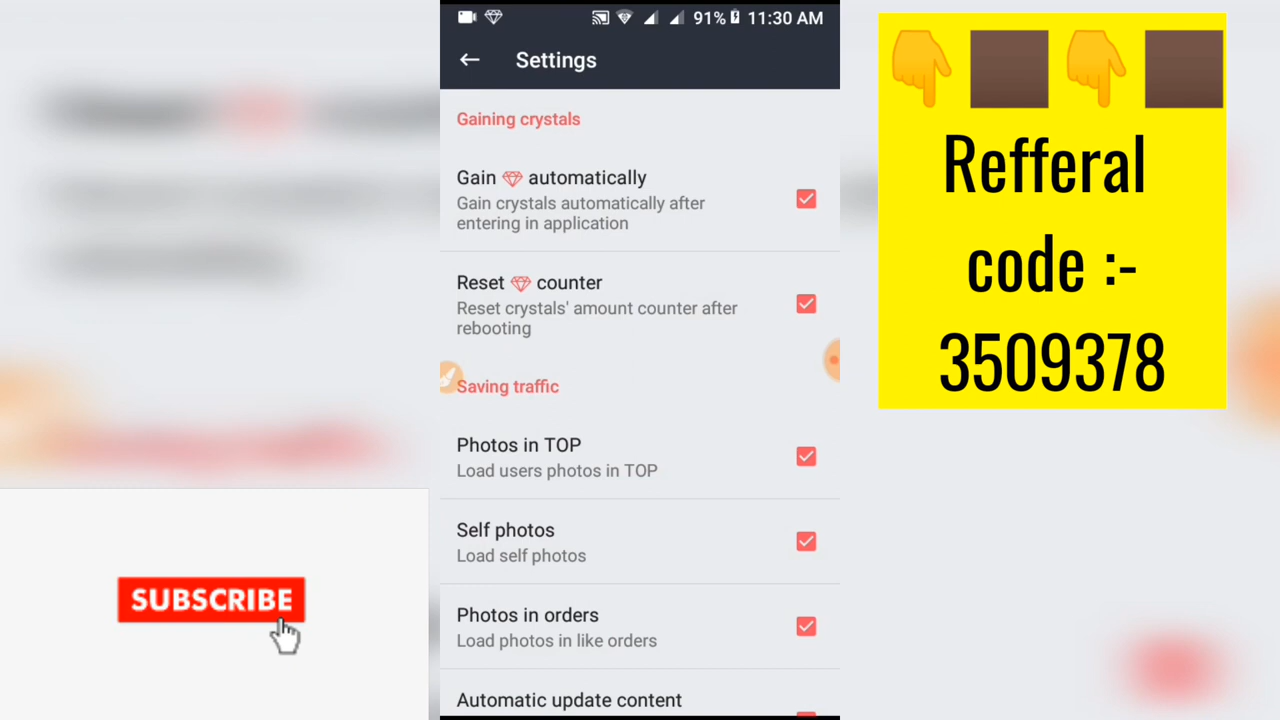 91% 11:30 AM
Settings
Gaining crystals
Gain automatically
Gain crystals automatically after
entering in application
Reset counter
Reset crystals' amount counter after
rebooting
Saving traffic
Photos in TOP
Load users photos in TOP
Self photos
Load self photos
Photos in orders
Load photos in like orders
Automatic update content
Refferal
code :-
3509378
SUBSCRIBE